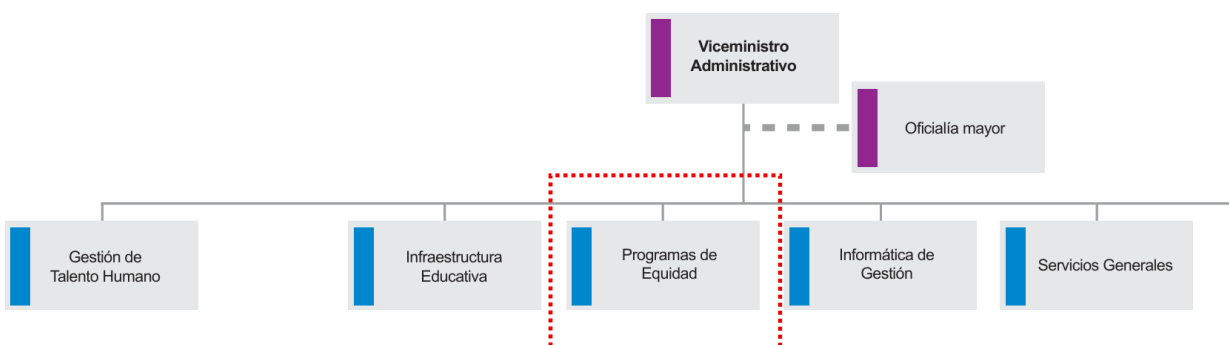 Viceministro
Administrativo
Oficialía mayor
Gestión de
Talento Humano
Infraestructura
Educativa
Programas de
Equidad
Informática de
Gestión
Servicios Generales